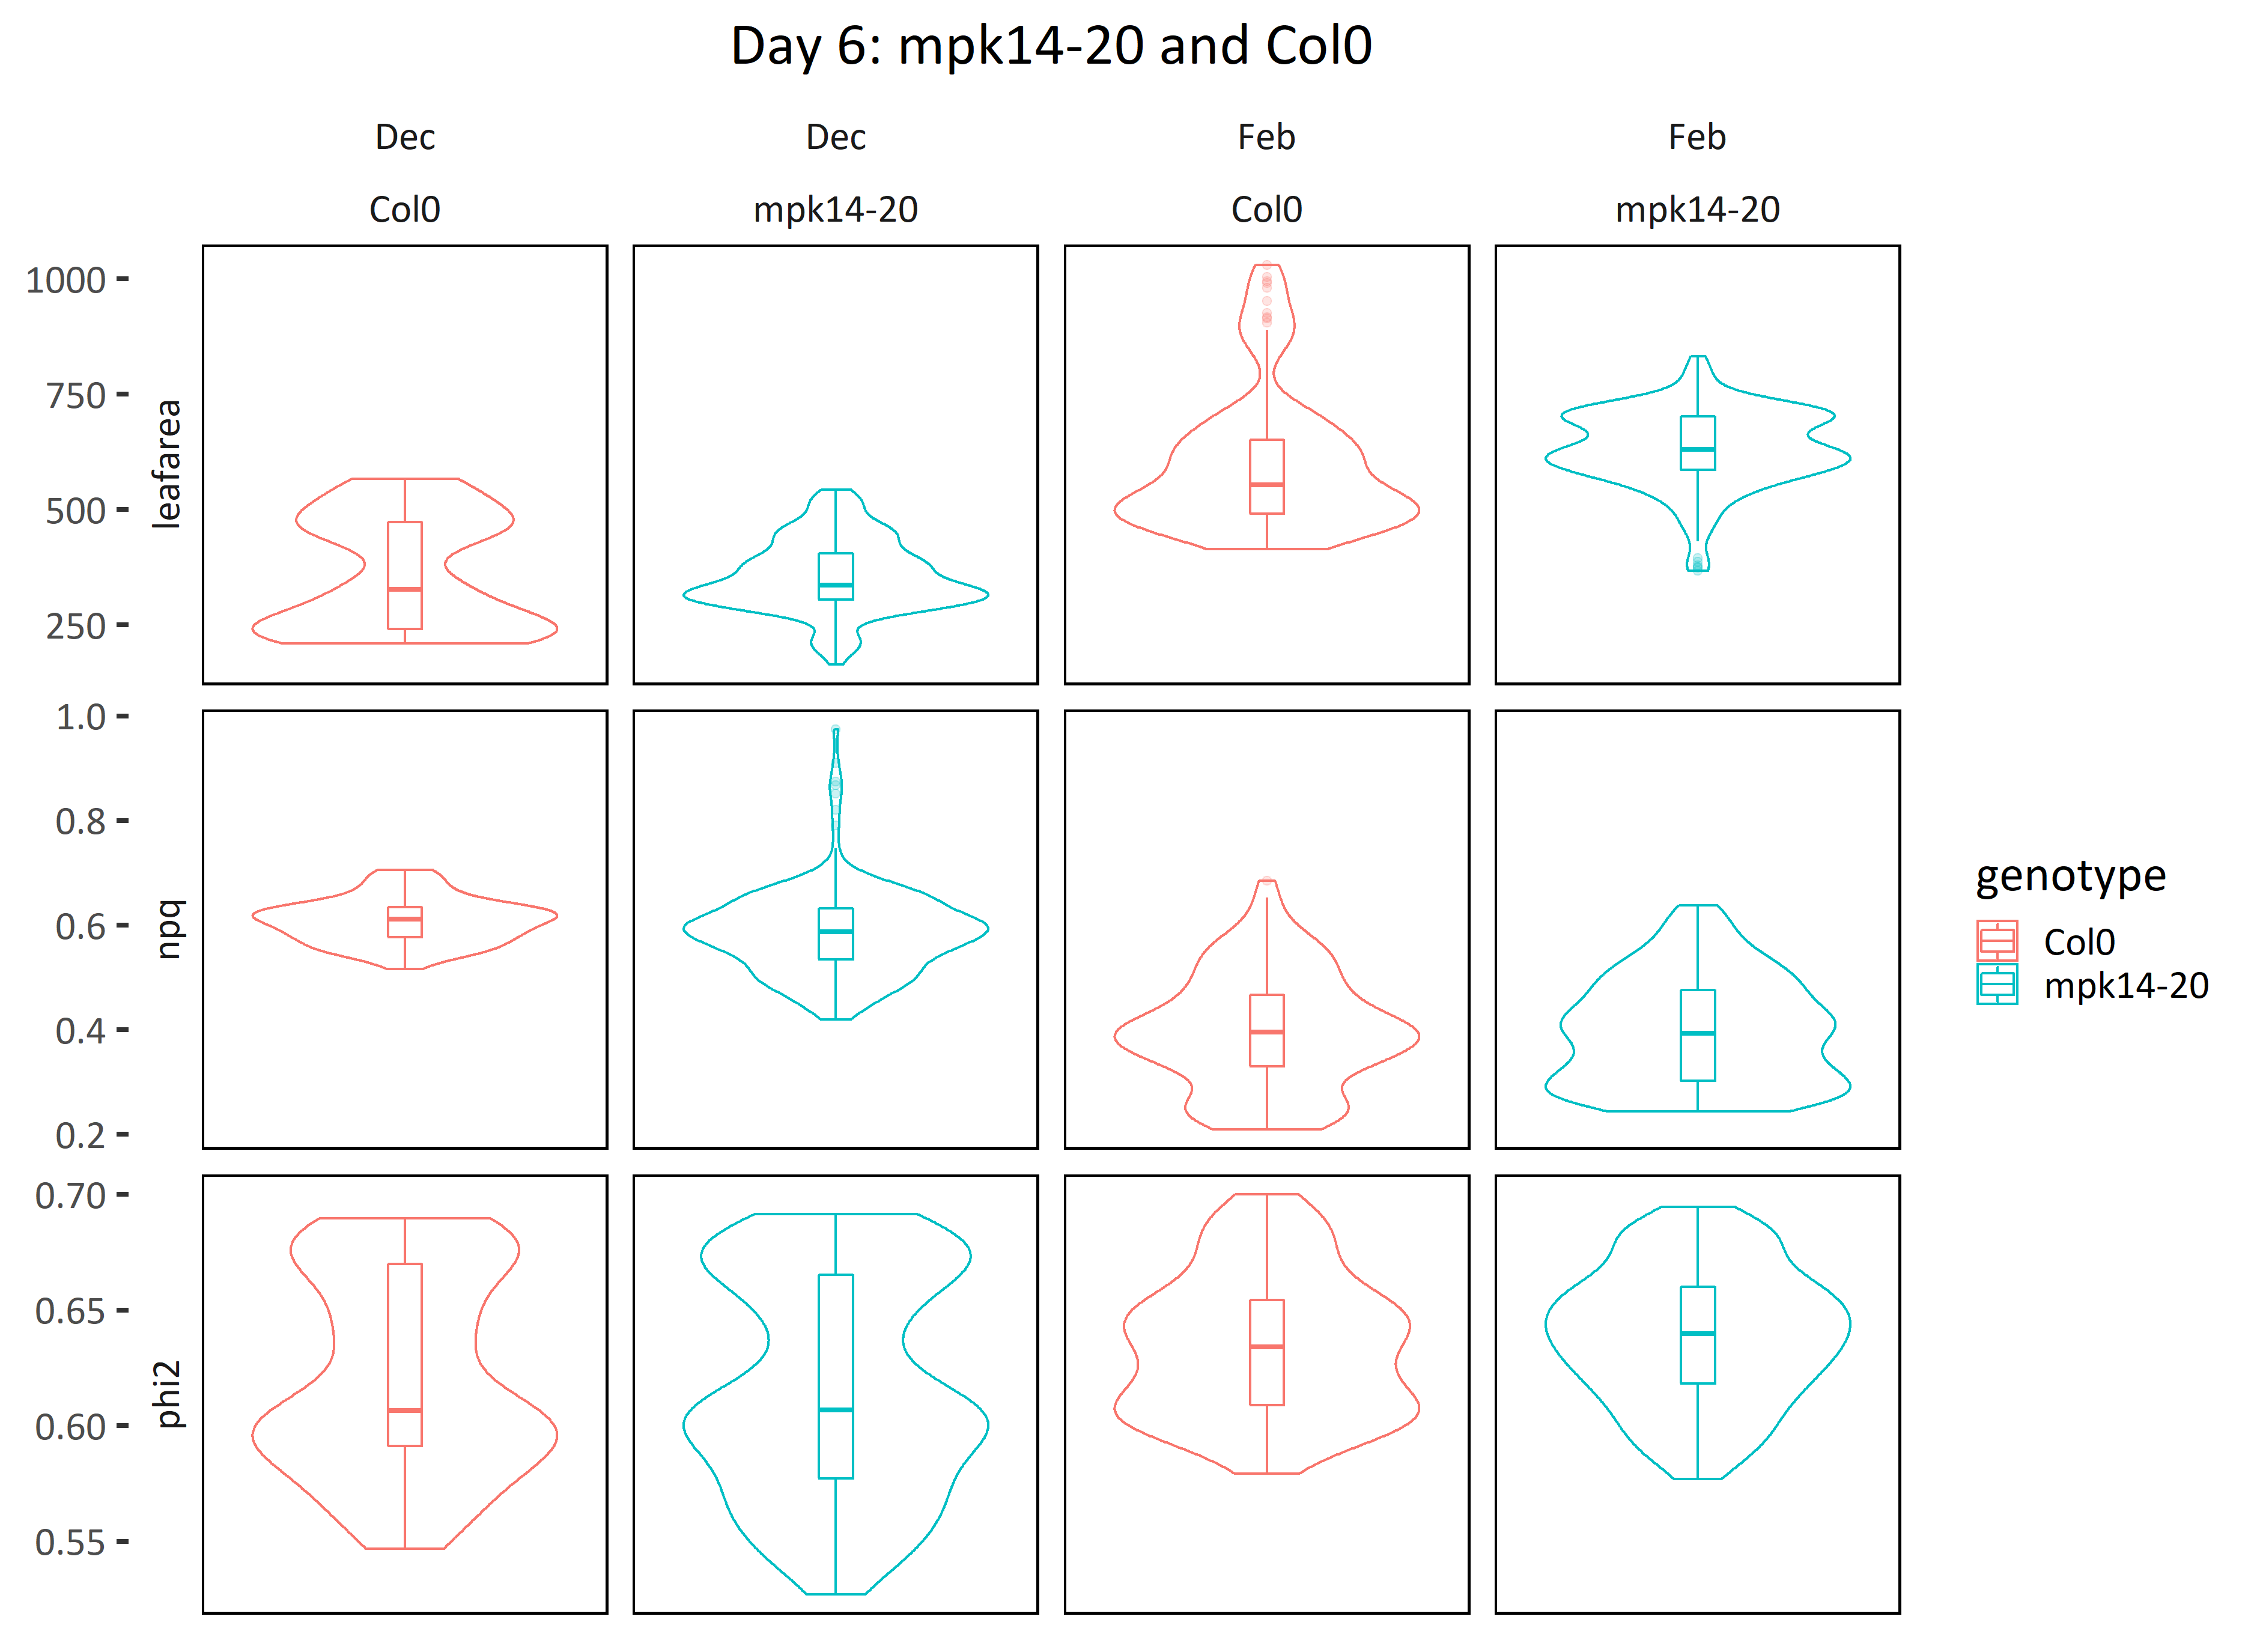 Day 6: mpk14-20 and Col0
Dec Dec Feb Feb
Col0 mpk14-20 Col0 mpk14-20
1000
750
500
250
leafarea
1.0
0.8
0.6
0.4
0.2
npq
0.70
0.65
0.60
0.55
phi2
genotype
Col0
mpk14-20